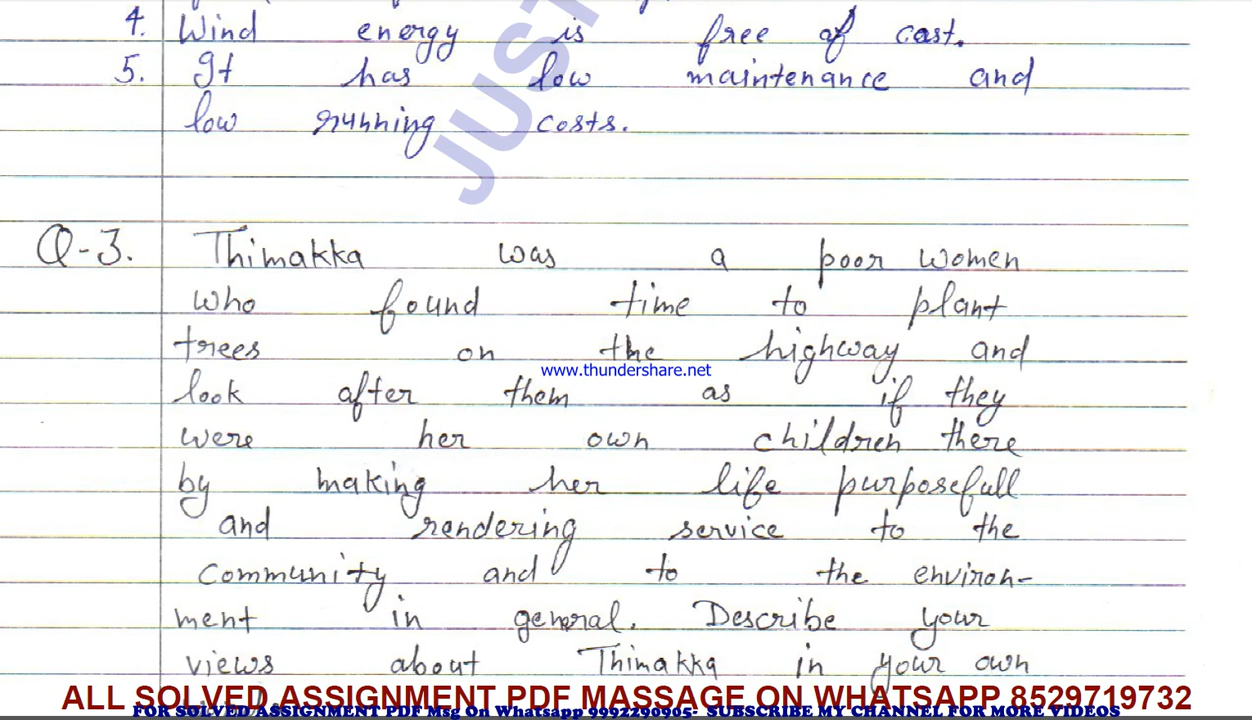 4. Wind energy is free of cost.
5. It has low maintenance and
low running costs.
JUST
Q-3. Thimakka was a poor women
who found time to plant
trees on the highway and
www.thundershare.net
look after them as if they
were her own children there
by making her life purposefull
and rendering service to the
community and to the environ-
ment in general. Describe your
views about Thimakka in your own
ALL SOLVED ASSIGNMENT PDF MASSAGE ON WHATSAPP 8529719732
FOR SOLVED ASSIGNMENT PDF Msg On Whatsapp 9992290905- SUBSCRIBE MY CHANNEL FOR MORE VIDEOS